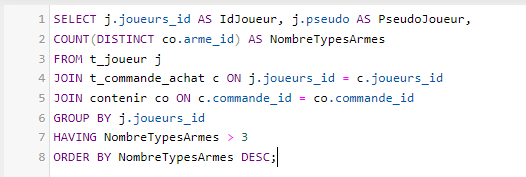 1 SELECT j.joueurs_id AS IdJoueur, j.pseudo AS PseudoJoueur,
2 COUNT(DISTINCT co.arme_id) AS NombreTypesArmes
3 FROM t_joueur j
4 JOIN t_commande_achat c ON j.joueurs_id = c.joueurs_id
5 JOIN contenir co ON c.commande_id = co.commande_id
6 GROUP BY j.joueurs_id
7 HAVING NombreTypesArmes > 3
8 ORDER BY NombreTypesArmes DESC;